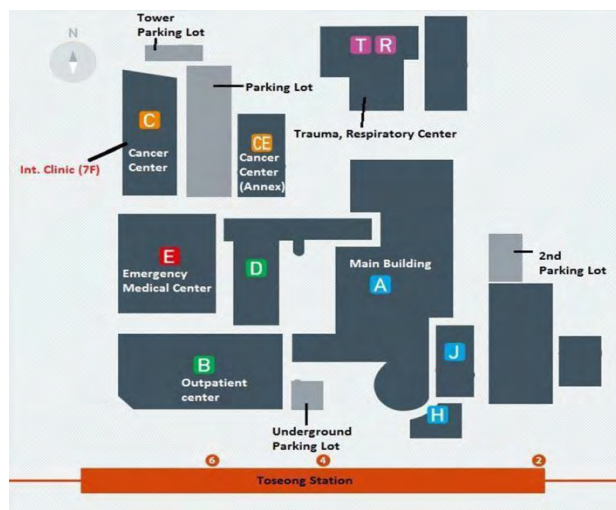 Tower
Parking Lot
N
T R
C
Parking Lot
Trauma, Respiratory Center
CE
Cancer
Center
Int. Clinic (7F)
Cancer
Center
(Annex)
E
Emergency
Medical Center
D
Main Building
A
2nd
Parking Lot
B
Outpatient
center
J
H
Underground
Parking Lot
6
4
2
Toseong Station